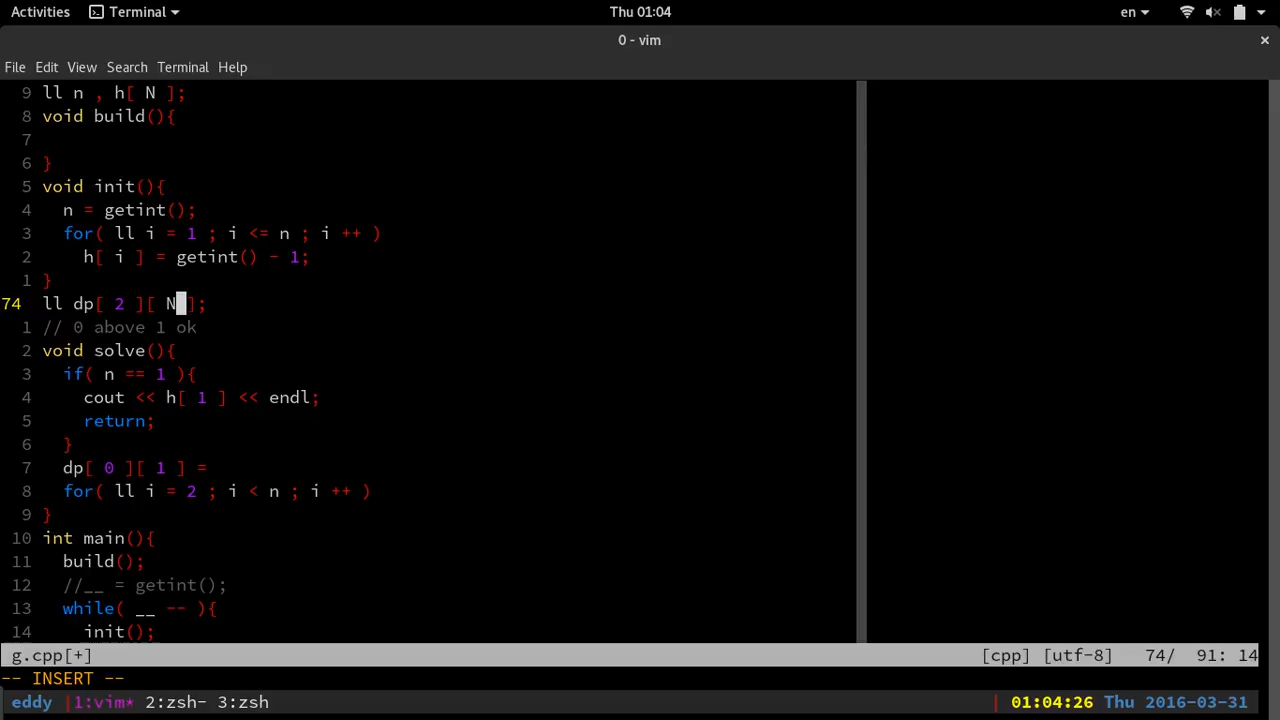 Activities Terminal Thu 01:04 en
0 - vim ×
File Edit View Search Terminal Help
9 ll n , h[ N ];
8 void build(){
7
6 }
5 void init(){
4 n = getint();
3 for( ll i = 1 ; i <= n ; i ++ )
2 h[ i ] = getint() - 1;
1 }
74 ll dp[ 2 ][ N ];
1 // 0 above 1 ok
2 void solve(){
3 if( n == 1 ){
4 cout << h[ 1 ] << endl;
5 return;
6 }
7 dp[ 0 ][ 1 ] =
8 for( ll i = 2 ; i < n ; i ++ )
9 }
10 int main(){
11 build();
12 //__ = getint();
13 while( __ -- ){
14 init();
g.cpp[+] [cpp] [utf-8] 74/ 91: 14
-- INSERT --
eddy |1:vim* 2:zsh- 3:zsh | 01:04:26 Thu 2016-03-31